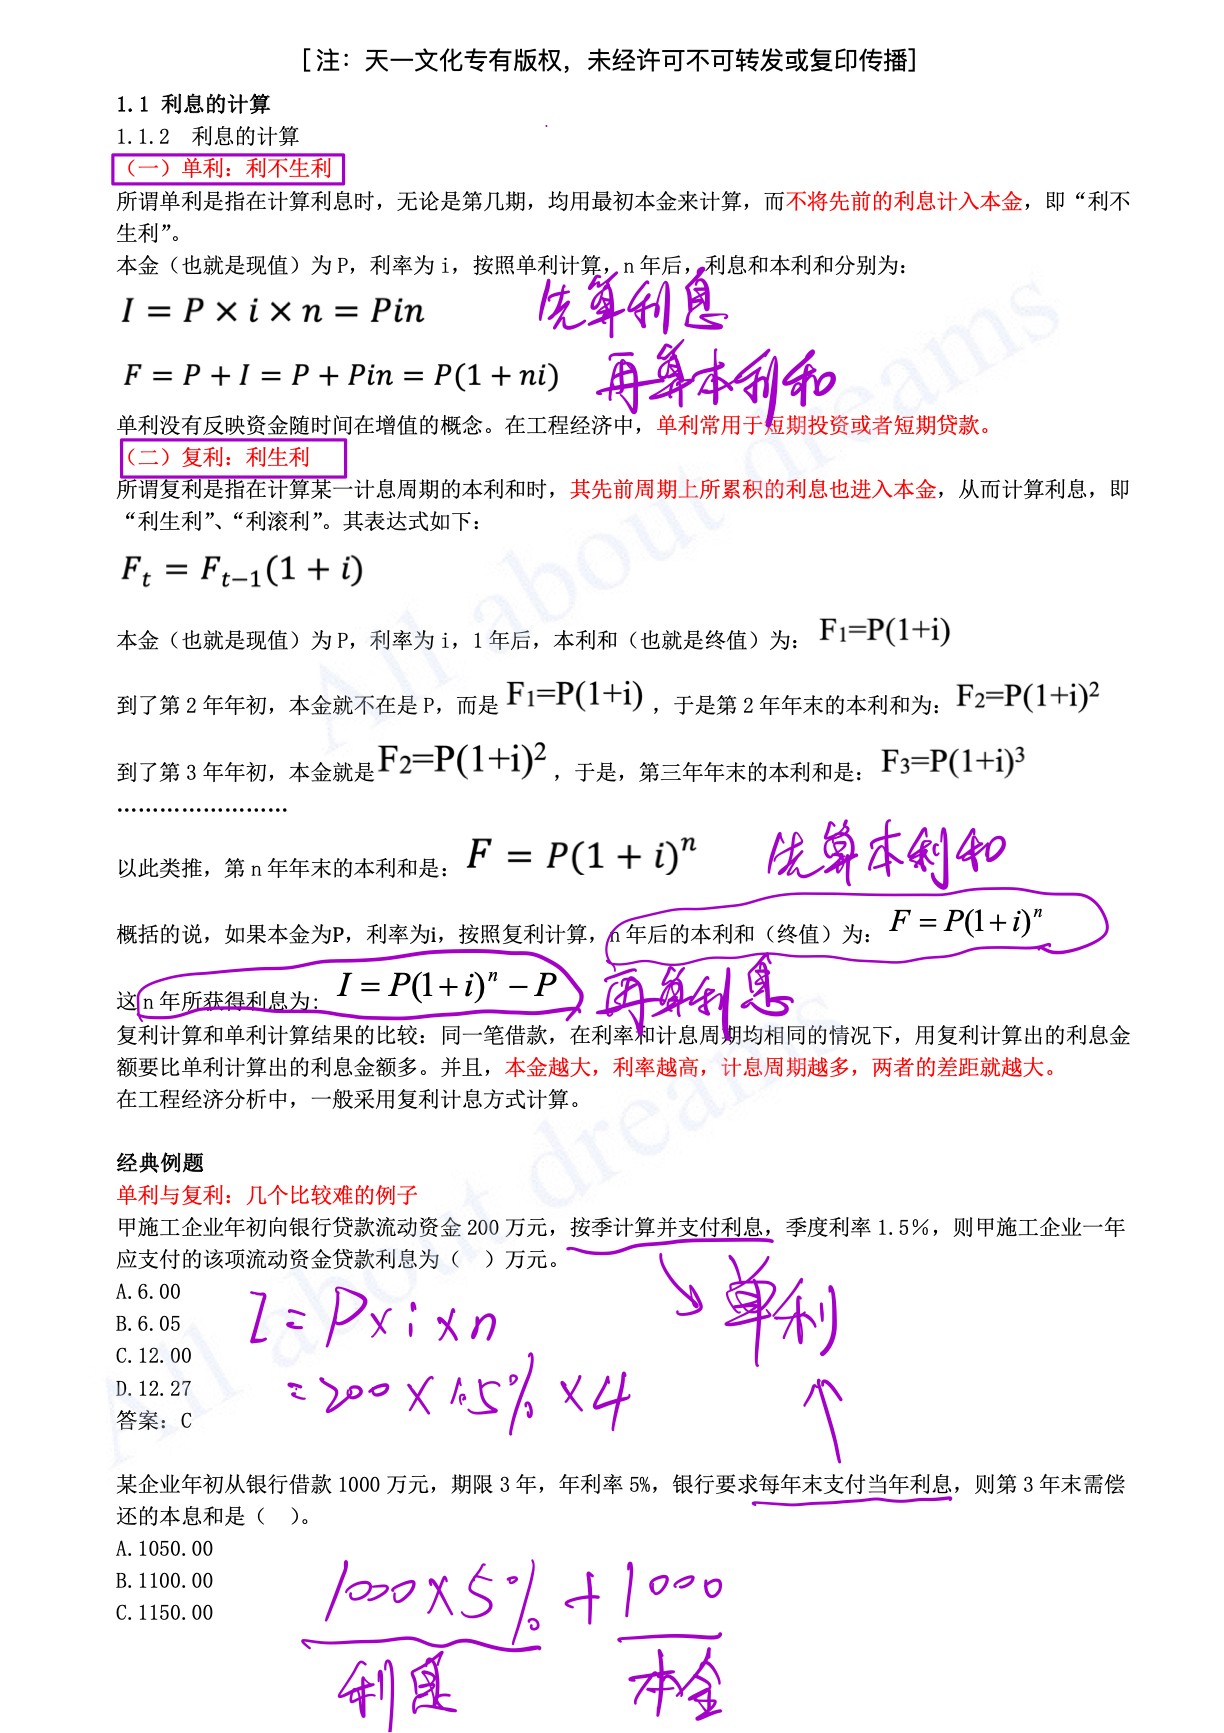 [注：天一文化专有版权，未经许可不可转发或复印传播]
1.1 利息的计算
1.1.2 利息的计算
（一）单利：利不生利
所谓单利是指在计算利息时，无论是第几期，均用最初本金来计算，而不将先前的利息计入本金，即“利不
生利”。
本金（也就是现值）为 P，利率为 i，按照单利计算，n 年后，利息和本利和分别为：
I = P × i × n = Pin
先算利息
F = P + I = P + Pin = P(1 + ni)
再算本利和
单利没有反映资金随时间在增值的概念。在工程经济中，单利常用于短期投资或者短期贷款。
（二）复利：利生利
所谓复利是指在计算某一计息周期的本利和时，其先前周期上所累积的利息也进入本金，从而计算利息，即
“利生利”、“利滚利”。其表达式如下：
Fₜ = Fₜ₋₁(1 + i)
本金（也就是现值）为 P，利率为 i，1 年后，本利和（也就是终值）为： F₁=P(1+i)
到了第 2 年年初，本金就不在是 P，而是 F₁=P(1+i) ，于是第 2 年年末的本利和为： F₂=P(1+i)²
到了第 3 年年初，本金就是 F₂=P(1+i)² ，于是，第三年年末的本利和是： F₃=P(1+i)³
……………………
以此类推，第 n 年年末的本利和是： F = P(1 + i)ⁿ
先算本利和
概括的说，如果本金为P，利率为i，按照复利计算，n 年后的本利和（终值）为： F = P(1+i)ⁿ
这 n 年所获得利息为: I = P(1+i)ⁿ − P
再算利息
复利计算和单利计算结果的比较：同一笔借款，在利率和计息周期均相同的情况下，用复利计算出的利息金
额要比单利计算出的利息金额多。并且，本金越大，利率越高，计息周期越多，两者的差距就越大。
在工程经济分析中，一般采用复利计息方式计算。
经典例题
单利与复利：几个比较难的例子
甲施工企业年初向银行贷款流动资金 200 万元，按季计算并支付利息，季度利率 1.5％，则甲施工企业一年
应支付的该项流动资金贷款利息为（ ）万元。
A.6.00
B.6.05
C.12.00
D.12.27
答案：C
I = P × i × n
= 200 × 1.5% × 4
单利
某企业年初从银行借款 1000 万元，期限 3 年，年利率 5%，银行要求每年末支付当年利息，则第 3 年末需偿
还的本息和是（ ）。
A.1050.00
B.1100.00
C.1150.00
1000×5% + 1000
利息 本金
All about dreams
All about dreams